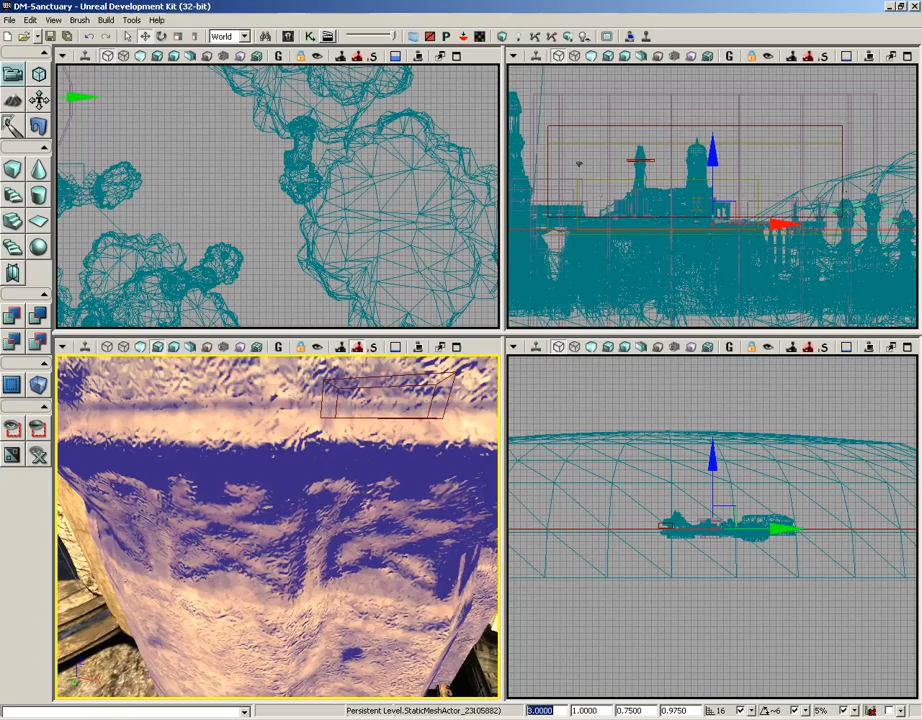 DM-Sanctuary - Unreal Development Kit (32-bit)
File Edit View Brush Build Tools Help
World
K
P
G
S
G
S
G
S
G
S
Persistent Level.StaticMeshActor_23(05882)
3.0000
1.0000
0.7500
0.9750
16
~6
5%